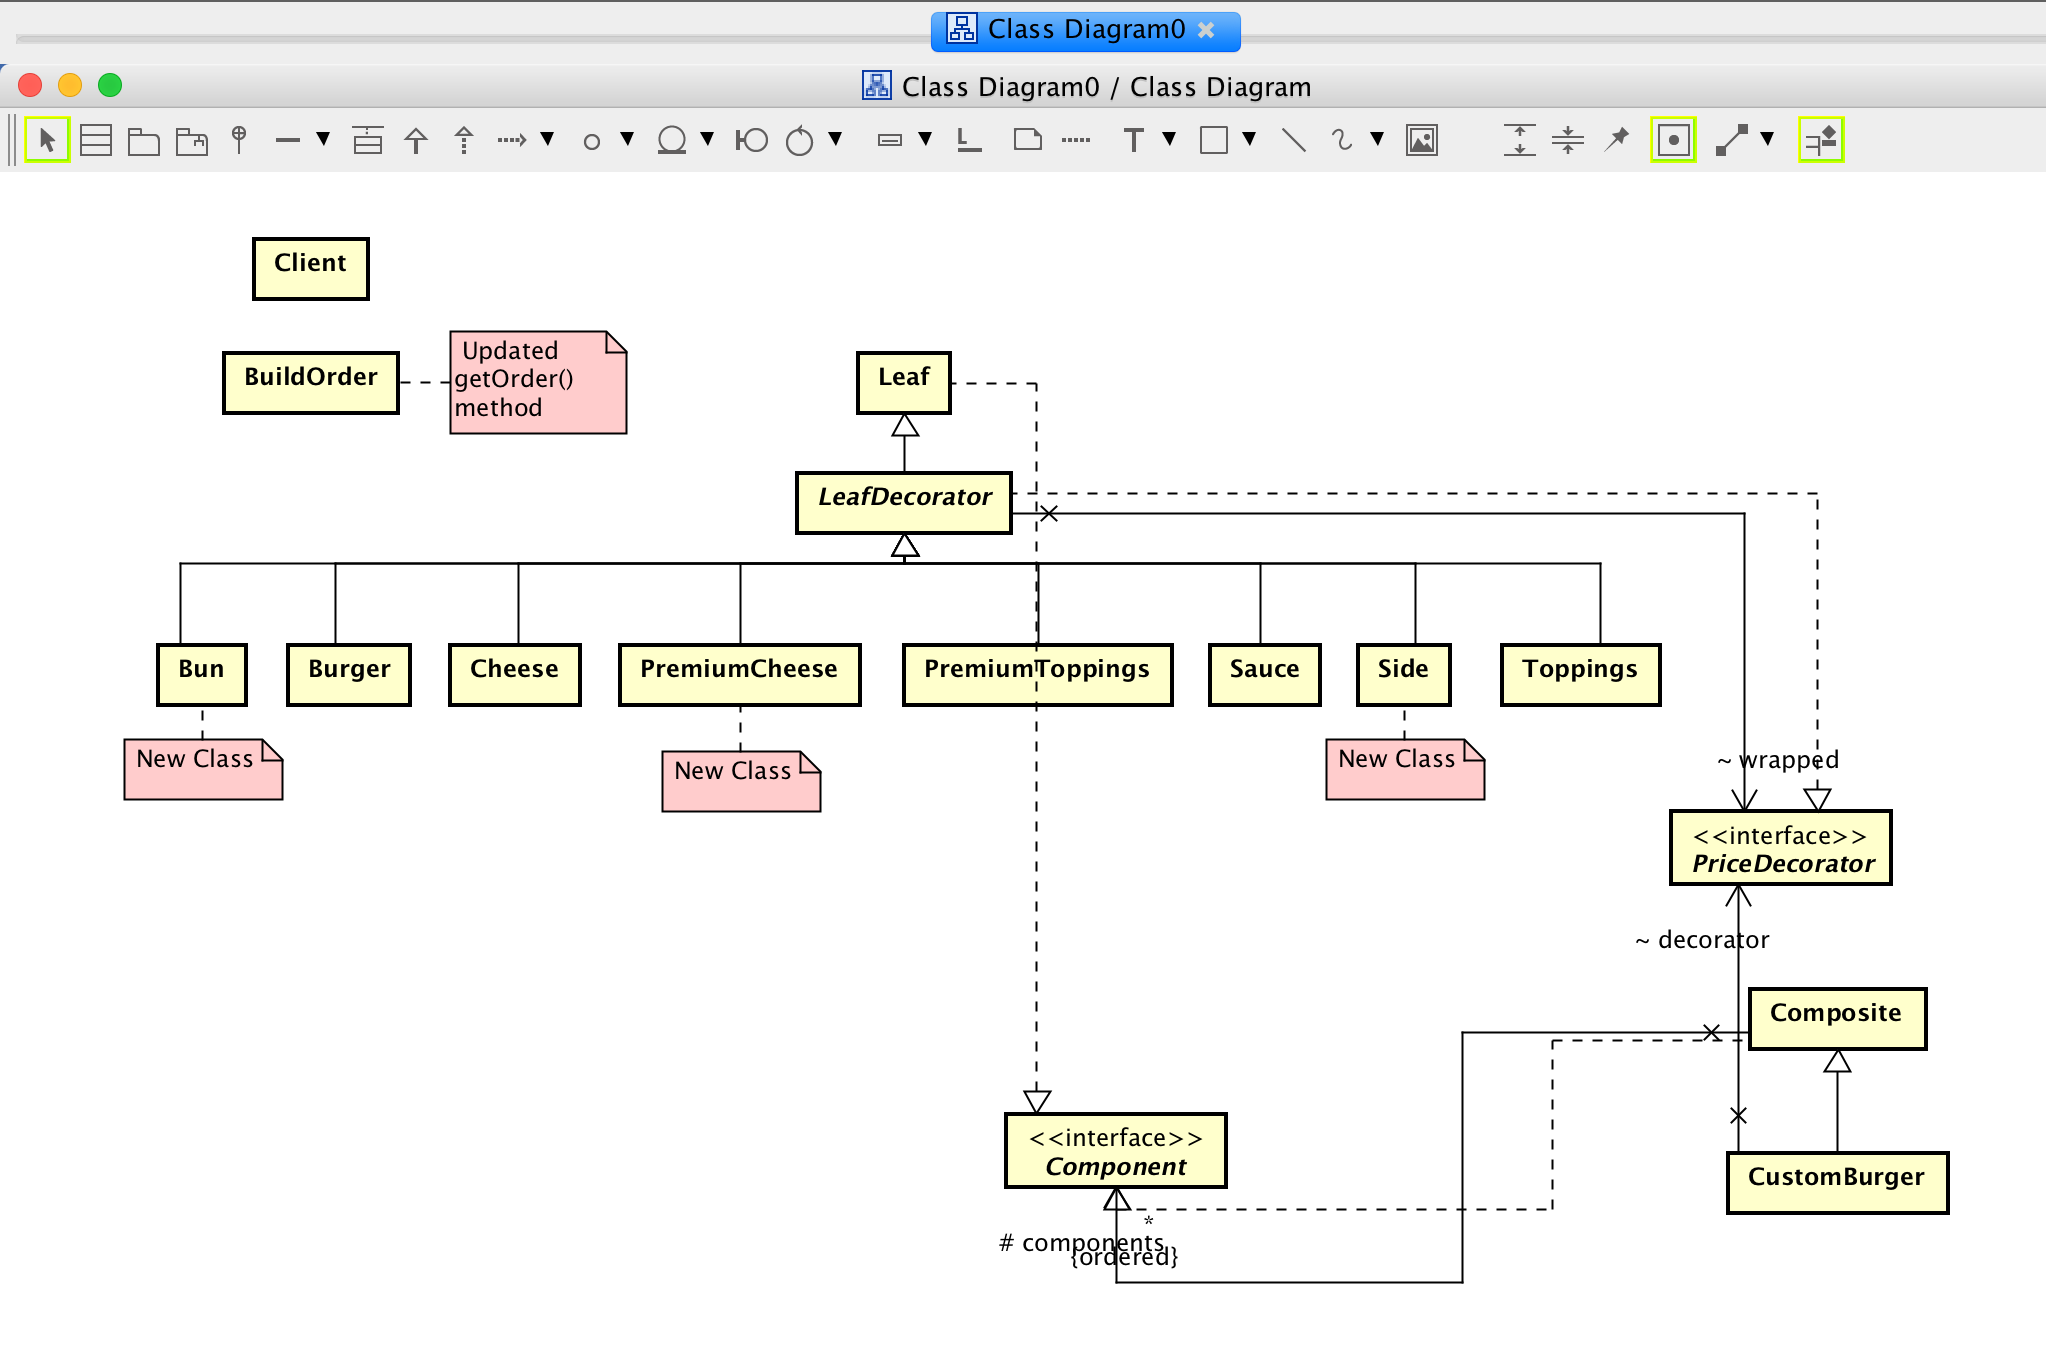 Class Diagram0
Class Diagram0 / Class Diagram
T
Client
BuildOrder
Updated
getOrder()
method
Leaf
LeafDecorator
Bun
Burger
Cheese
PremiumCheese
PremiumToppings
Sauce
Side
Toppings
New Class
New Class
New Class
~ wrapped
<<interface>>
PriceDecorator
~ decorator
Composite
CustomBurger
<<interface>>
Component
*
# components
{ordered}